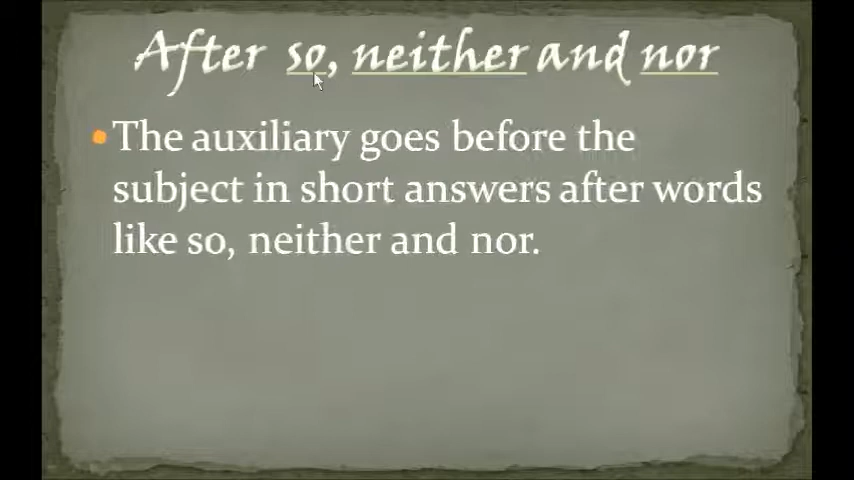 After so, neither and nor
The auxiliary goes before the
subject in short answers after words
like so, neither and nor.